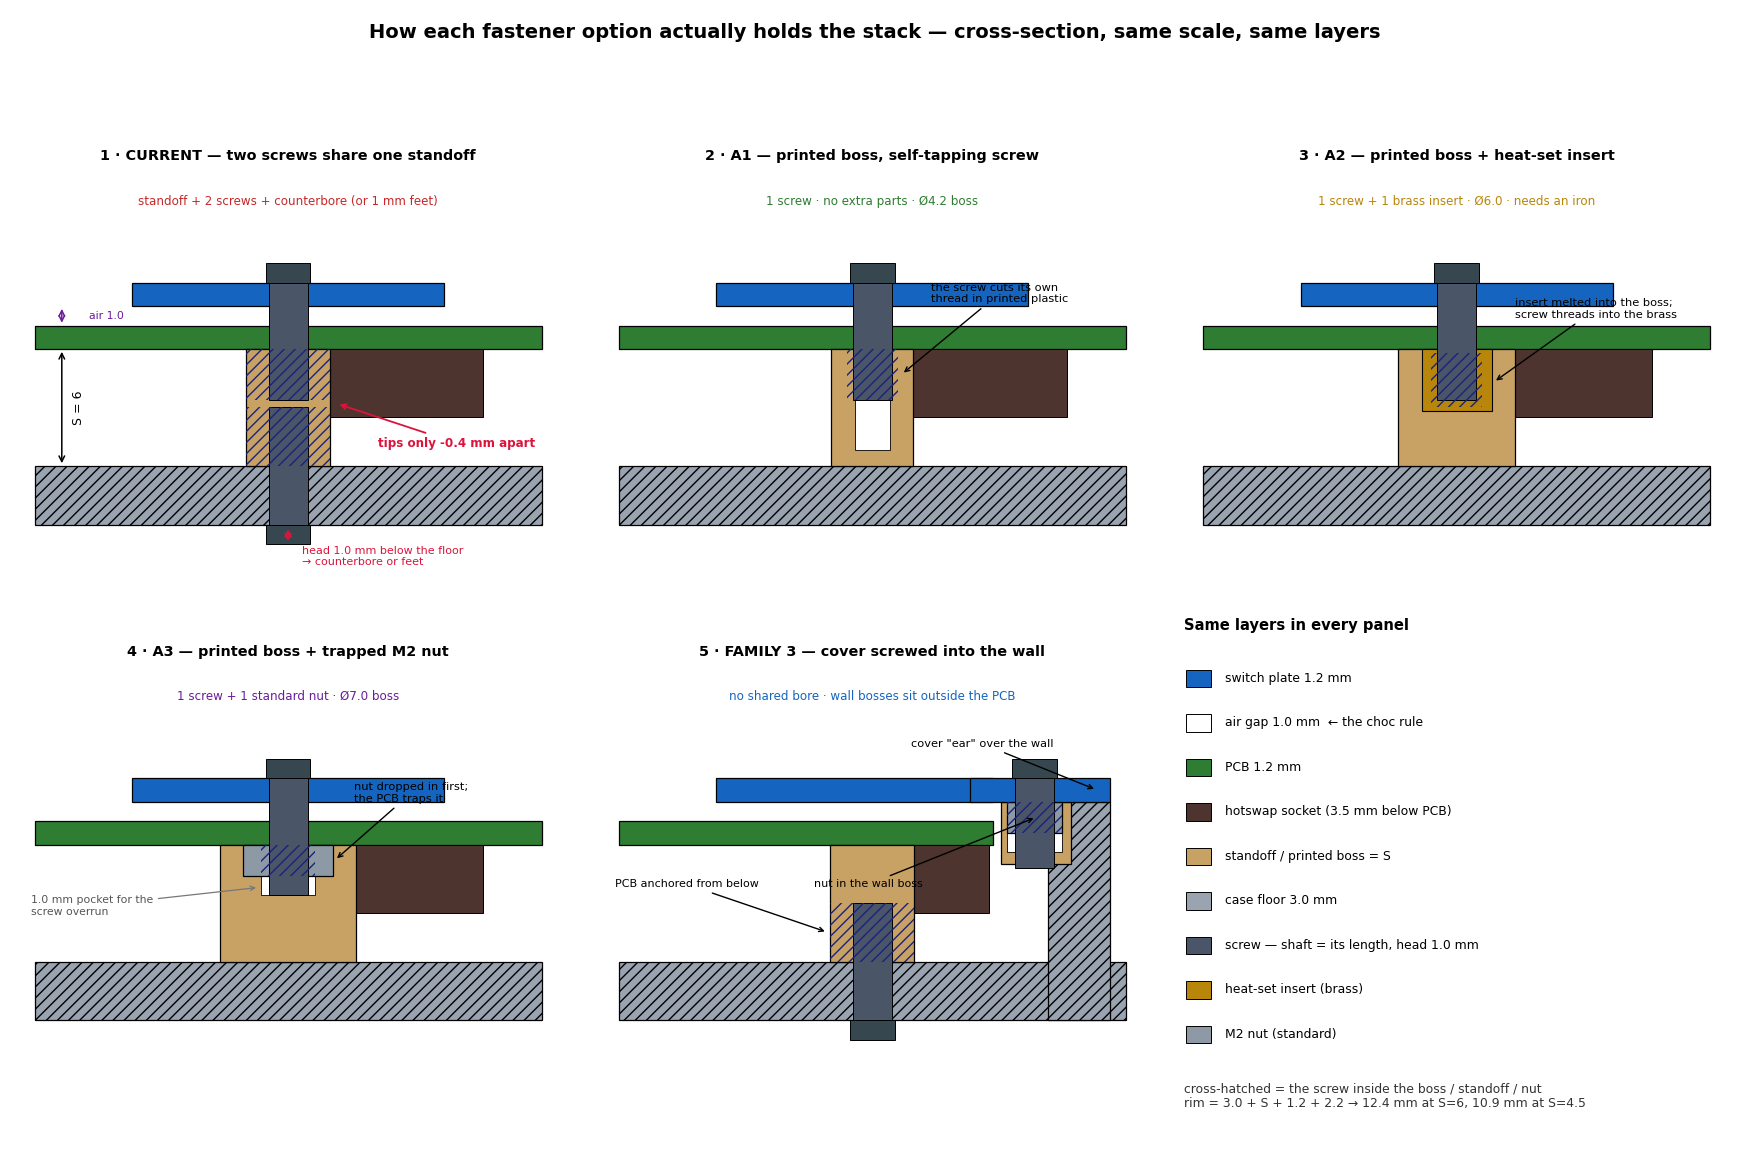 How each fastener option actually holds the stack — cross-section, same scale, same layers
1 · CURRENT — two screws share one standoff
standoff + 2 screws + counterbore (or 1 mm feet)
air 1.0
S = 6
tips only -0.4 mm apart
head 1.0 mm below the floor
→ counterbore or feet
2 · A1 — printed boss, self-tapping screw
1 screw · no extra parts · Ø4.2 boss
the screw cuts its own
thread in printed plastic
3 · A2 — printed boss + heat-set insert
1 screw + 1 brass insert · Ø6.0 · needs an iron
insert melted into the boss;
screw threads into the brass
4 · A3 — printed boss + trapped M2 nut
1 screw + 1 standard nut · Ø7.0 boss
nut dropped in first;
the PCB traps it
1.0 mm pocket for the
screw overrun
5 · FAMILY 3 — cover screwed into the wall
no shared bore · wall bosses sit outside the PCB
cover "ear" over the wall
PCB anchored from below
nut in the wall boss
Same layers in every panel
switch plate 1.2 mm
air gap 1.0 mm ← the choc rule
PCB 1.2 mm
hotswap socket (3.5 mm below PCB)
standoff / printed boss = S
case floor 3.0 mm
screw — shaft = its length, head 1.0 mm
heat-set insert (brass)
M2 nut (standard)
cross-hatched = the screw inside the boss / standoff / nut
rim = 3.0 + S + 1.2 + 2.2 → 12.4 mm at S=6, 10.9 mm at S=4.5